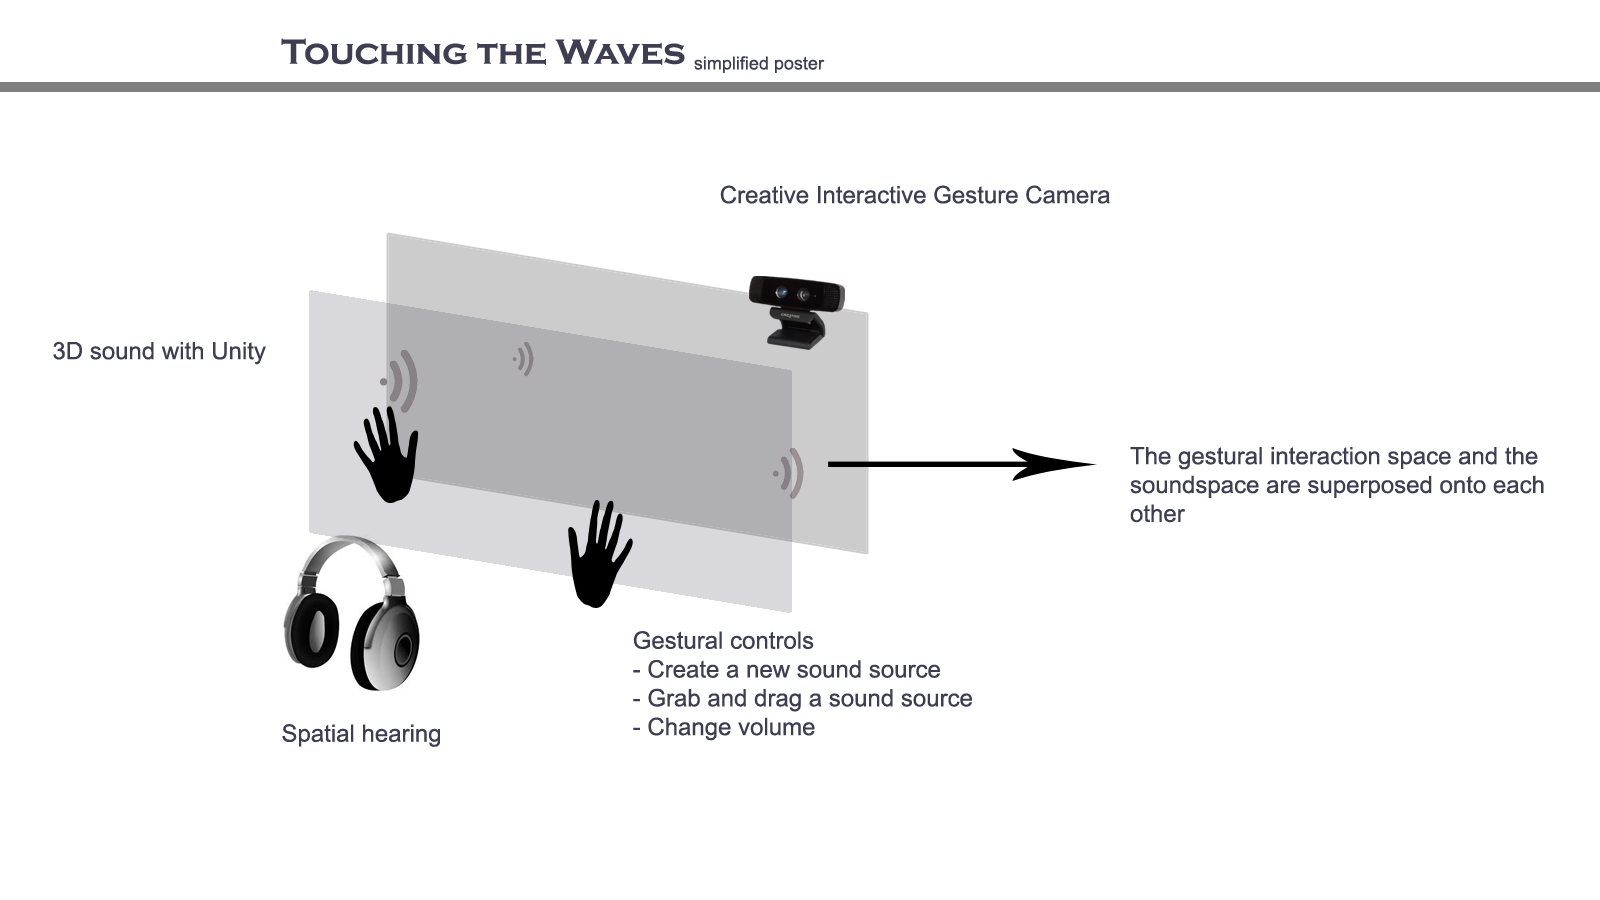 TOUCHING THE WAVES simplified poster
Creative Interactive Gesture Camera
3D sound with Unity
The gestural interaction space and the
soundspace are superposed onto each
other
Gestural controls
- Create a new sound source
- Grab and drag a sound source
- Change volume
Spatial hearing